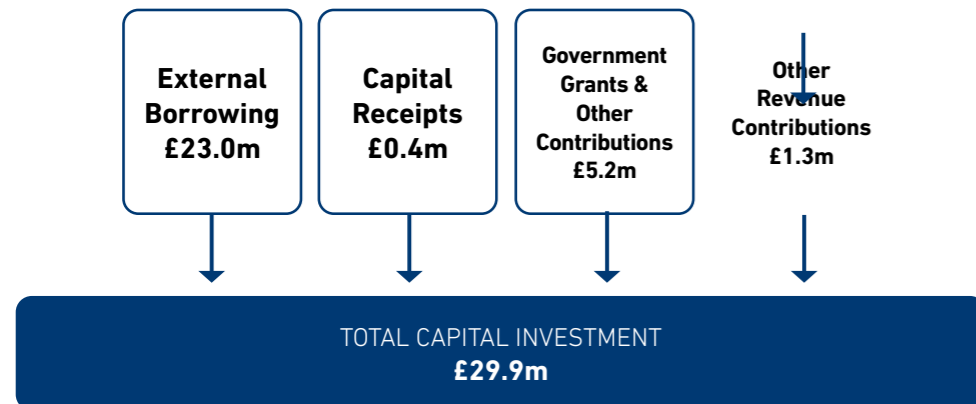 External
Borrowing
£23.0m
Capital
Receipts
£0.4m
Government
Grants &
Other
Contributions
£5.2m
Other
Revenue
Contributions
£1.3m
TOTAL CAPITAL INVESTMENT
£29.9m